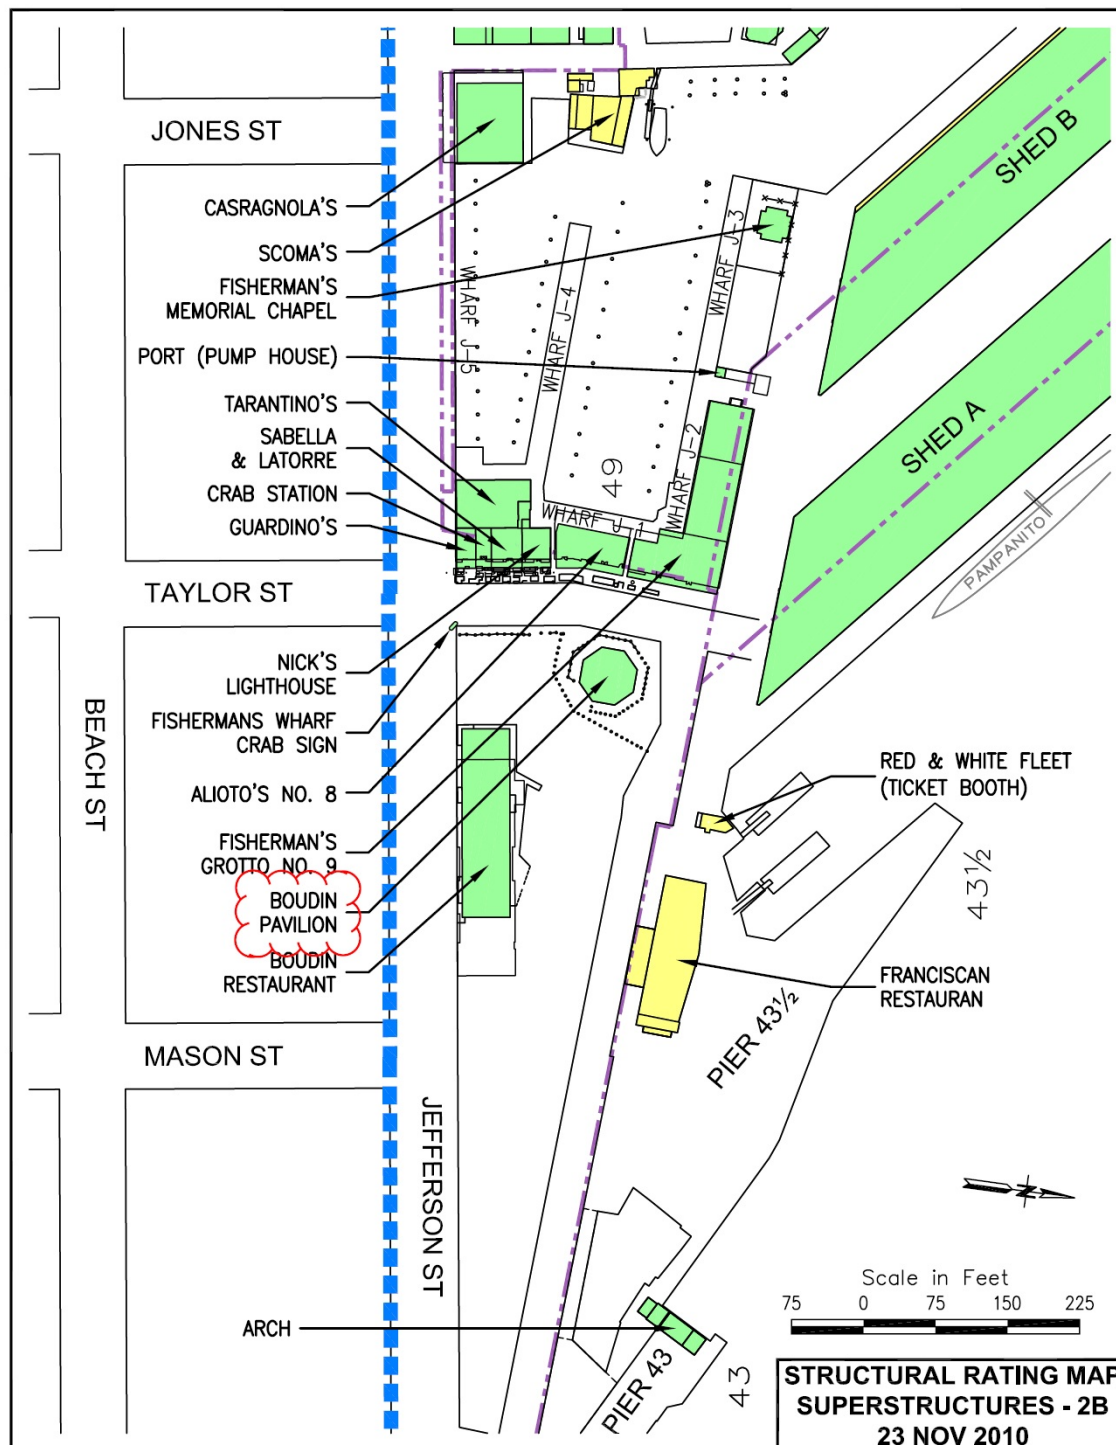 JONES ST
SHED B
CASRAGNOLA'S
SCOMA'S
FISHERMAN'S
MEMORIAL CHAPEL
WHARF J-3
WHARF J-5
WHARF J-4
PORT (PUMP HOUSE)
TARANTINO'S
SABELLA
& LATORRE
CRAB STATION
GUARDINO'S
49
WHARF J-2
WHARF J-1
SHED A
PAMPANITO
TAYLOR ST
NICK'S
LIGHTHOUSE
FISHERMANS WHARF
CRAB SIGN
BEACH ST
ALIOTO'S NO. 8
FISHERMAN'S
GROTTO NO. 9
BOUDIN
PAVILION
BOUDIN
RESTAURANT
RED & WHITE FLEET
(TICKET BOOTH)
43½
FRANCISCAN
RESTAURAN
PIER 43½
MASON ST
JEFFERSON ST
N
ARCH
PIER 43
43
Scale in Feet
75 0 75 150 225
STRUCTURAL RATING MAP
SUPERSTRUCTURES - 2B
23 NOV 2010